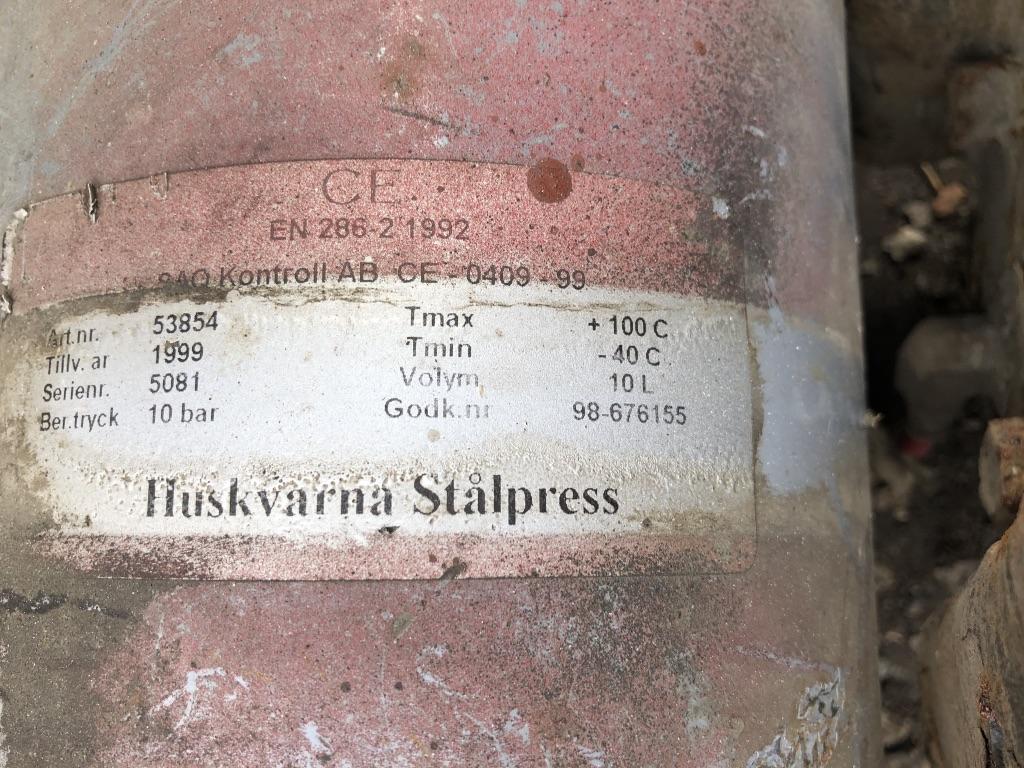 CE
EN 286-2 1992
SAQ Kontroll AB CE - 0409 - 99
Art.nr. 53854 Tmax + 100 C
Tillv. ar 1999 Tmin - 40 C
Serienr. 5081 Volym 10 L
Ber.tryck 10 bar Godk.nr 98-676155
Huskvarna Stålpress